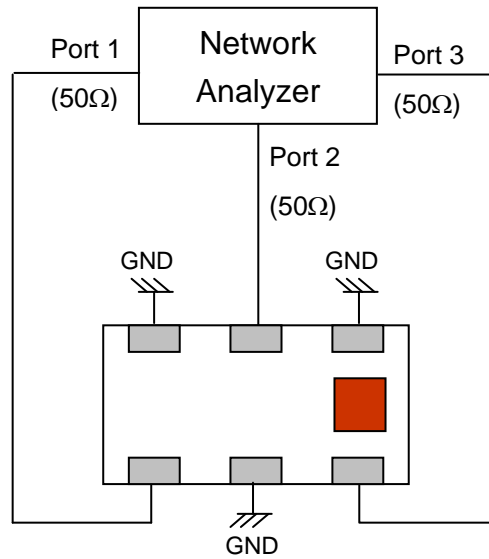 Port 1
(50Ω)
Network
Analyzer
Port 3
(50Ω)
Port 2
(50Ω)
GND
GND
GND